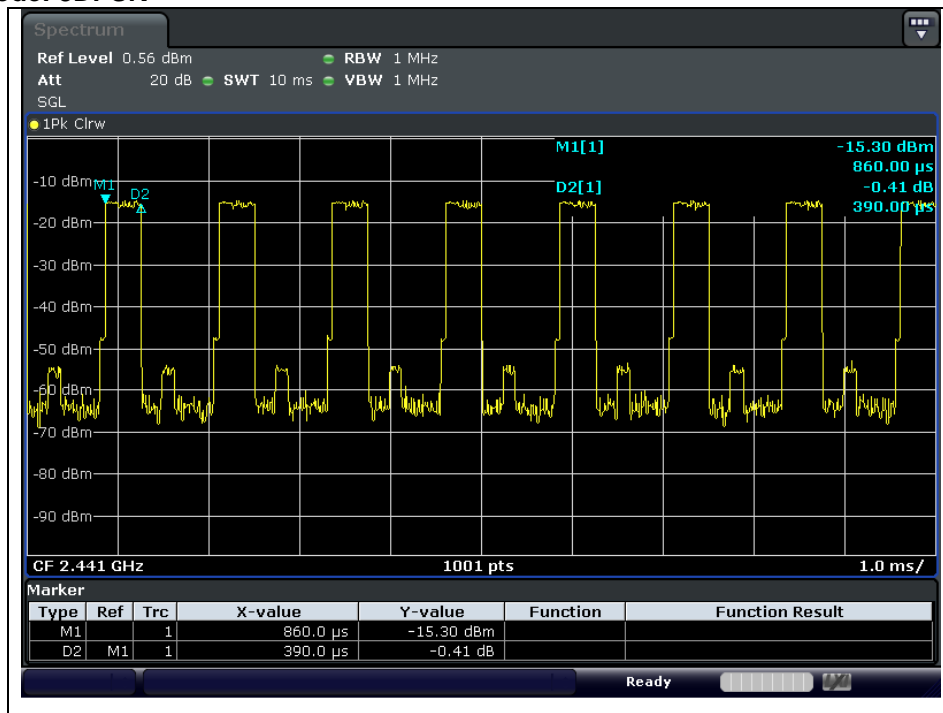 Spectrum
Ref Level 0.56 dBm RBW 1 MHz
Att 20 dB SWT 10 ms VBW 1 MHz
SGL
1Pk Clrw
M1[1] -15.30 dBm
860.00 µs
D2[1] -0.41 dB
390.00 µs
M1
D2
-10 dBm
-20 dBm
-30 dBm
-40 dBm
-50 dBm
-60 dBm
-70 dBm
-80 dBm
-90 dBm
CF 2.441 GHz 1001 pts 1.0 ms/
Marker
Type Ref Trc X-value Y-value Function Function Result
M1 1 860.0 µs -15.30 dBm
D2 M1 1 390.0 µs -0.41 dB
Ready